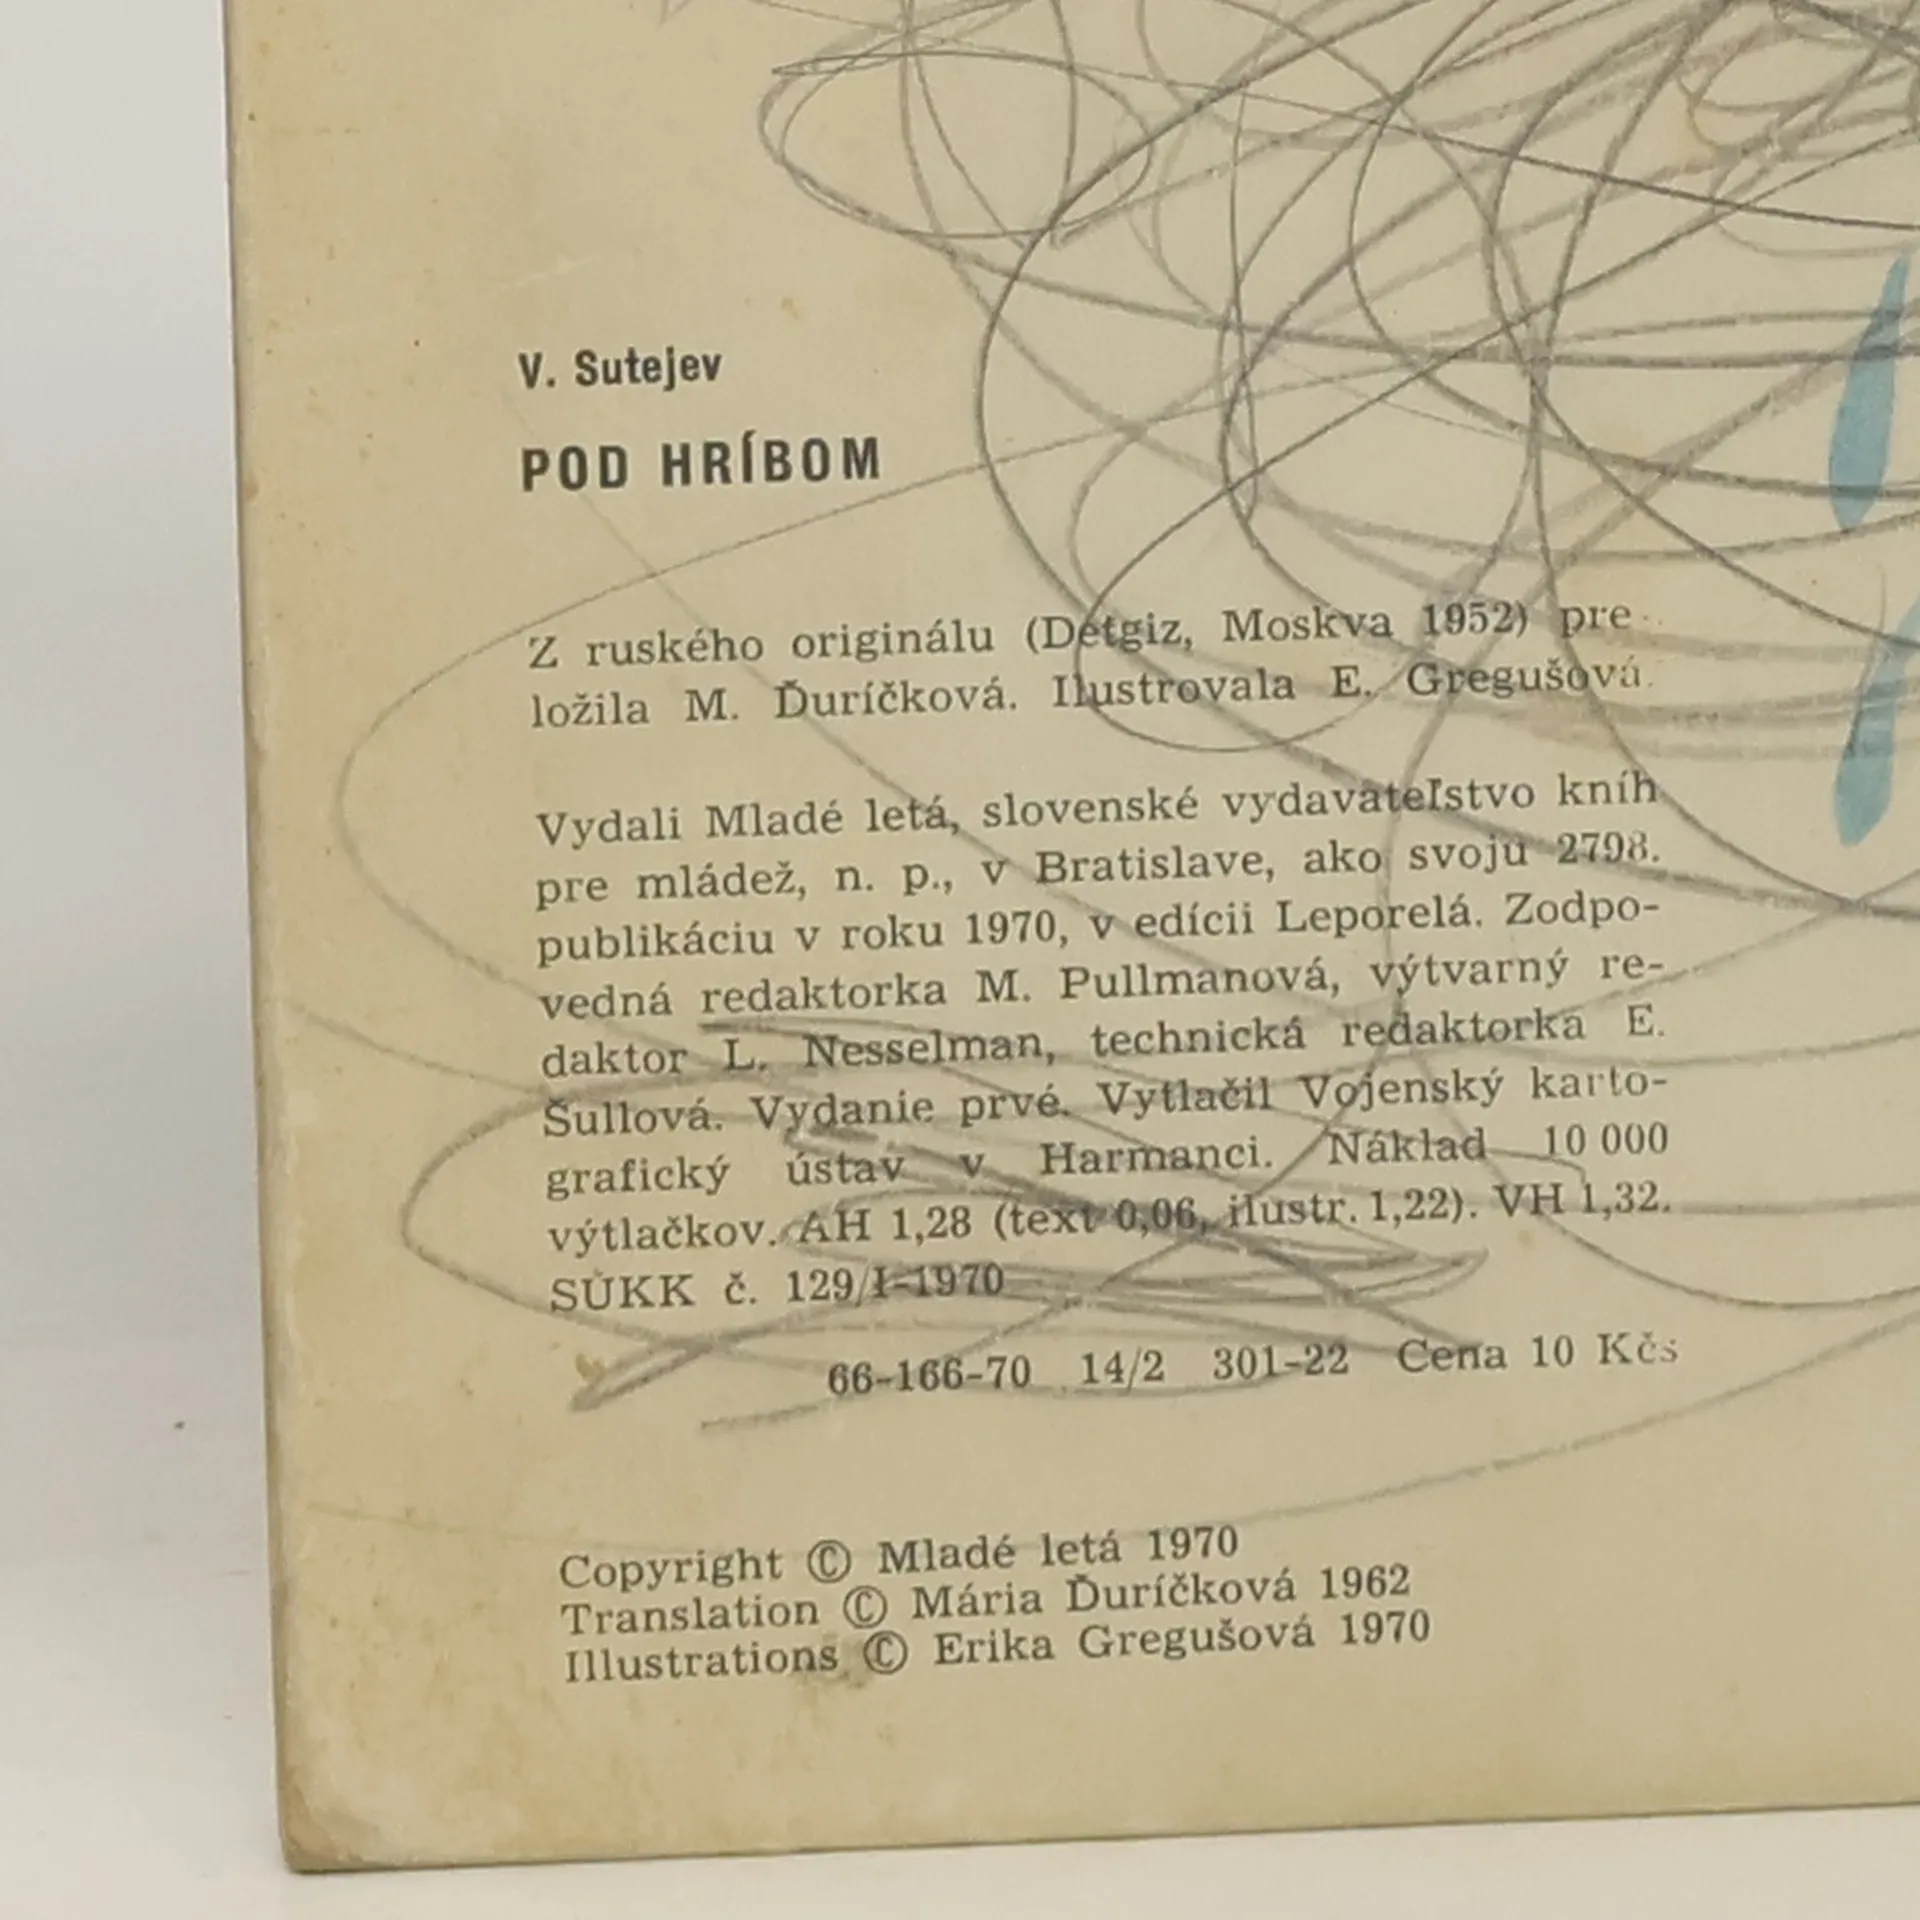 V. Sutejev
POD HRÍBOM
Z ruského originálu (Detgiz, Moskva 1952) pre-
ložila M. Ďuríčková. Ilustrovala E. Gregušová.
Vydali Mladé letá, slovenské vydavateľstvo kníh
pre mládež, n. p., v Bratislave, ako svoju 2798.
publikáciu v roku 1970, v edícii Leporelá. Zodpo-
vedná redaktorka M. Pullmanová, výtvarný re-
daktor L. Nesselman, technická redaktorka E.
Šullová. Vydanie prvé. Vytlačil Vojenský karto-
grafický ústav v Harmanci. Náklad 10 000
výtlačkov. AH 1,28 (text 0,06, ilustr. 1,22). VH 1,32.
SÚKK č. 129/I-1970
66-166-70 14/2 301-22 Cena 10 Kčs
Copyright © Mladé letá 1970
Translation © Mária Ďuríčková 1962
Illustrations © Erika Gregušová 1970